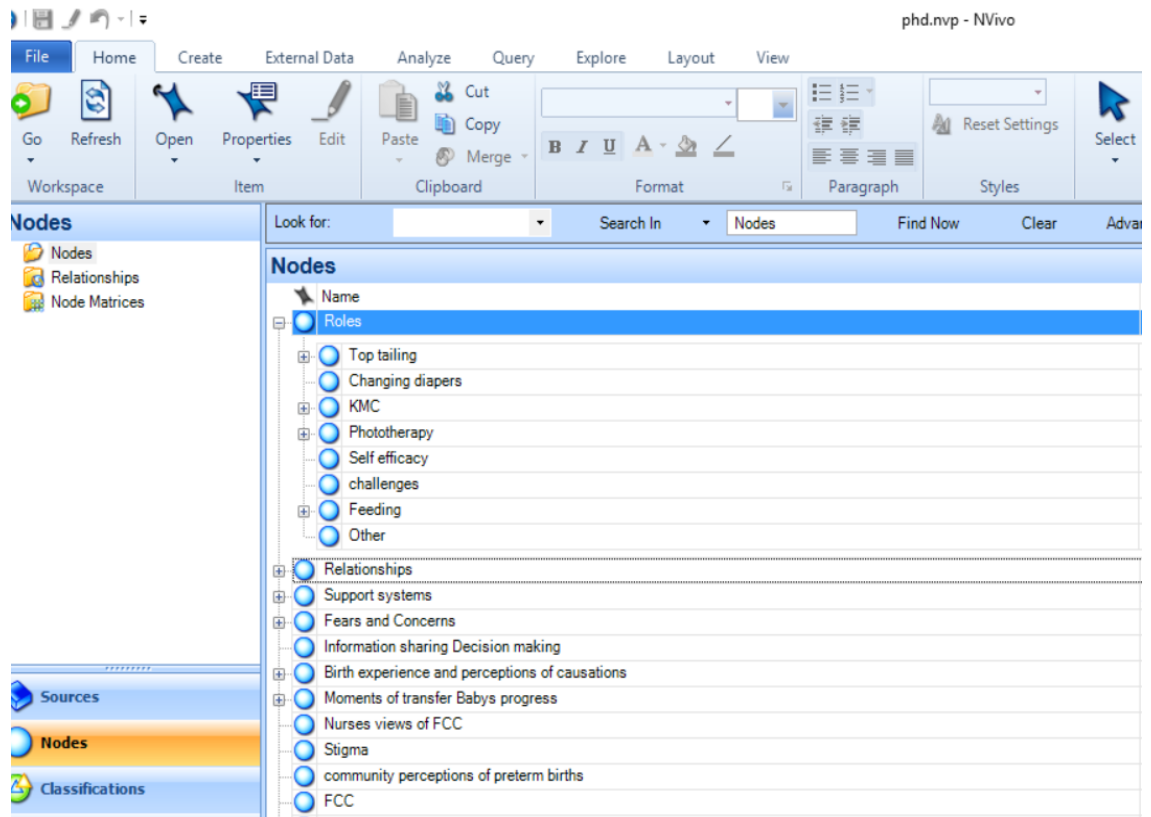 phd.nvp - NVivo
File Home Create External Data Analyze Query Explore Layout View
Go Refresh Open Properties Edit Paste Cut Copy Merge B I U A Reset Settings Select
Workspace Item Clipboard Format Paragraph Styles
Nodes
Nodes
Relationships
Node Matrices
Look for: Search In Nodes Find Now Clear Advan
Nodes
Name
Roles
Top tailing
Changing diapers
KMC
Phototherapy
Self efficacy
challenges
Feeding
Other
Relationships
Support systems
Fears and Concerns
Information sharing Decision making
Birth experience and perceptions of causations
Moments of transfer Babys progress
Nurses views of FCC
Stigma
community perceptions of preterm births
FCC
Sources
Nodes
Classifications